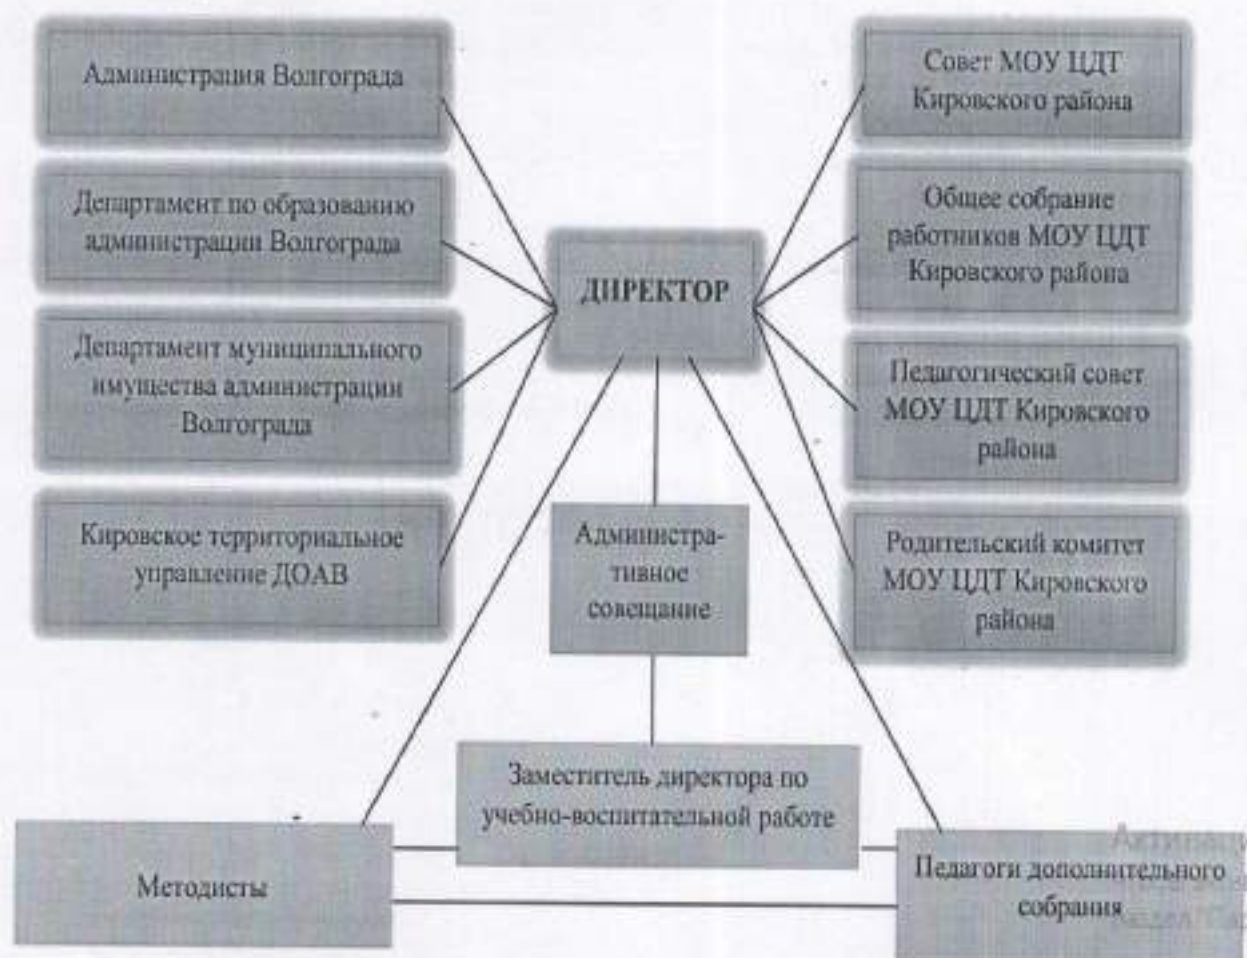 Администрация Волгограда
Департамент по образованию
администрации Волгограда
Департамент муниципального
имущества администрации
Волгограда
Кировское территориальное
управление ДОАВ
ДИРЕКТОР
Совет МОУ ЦДТ
Кировского района
Общее собрание
работников МОУ ЦДТ
Кировского района
Педагогический совет
МОУ ЦДТ Кировского
района
Родительский комитет
МОУ ЦДТ Кировского
района
Администра-
тивное
совещание
Заместитель директора по
учебно-воспитательной работе
Методисты
Педагоги дополнительного
собрания